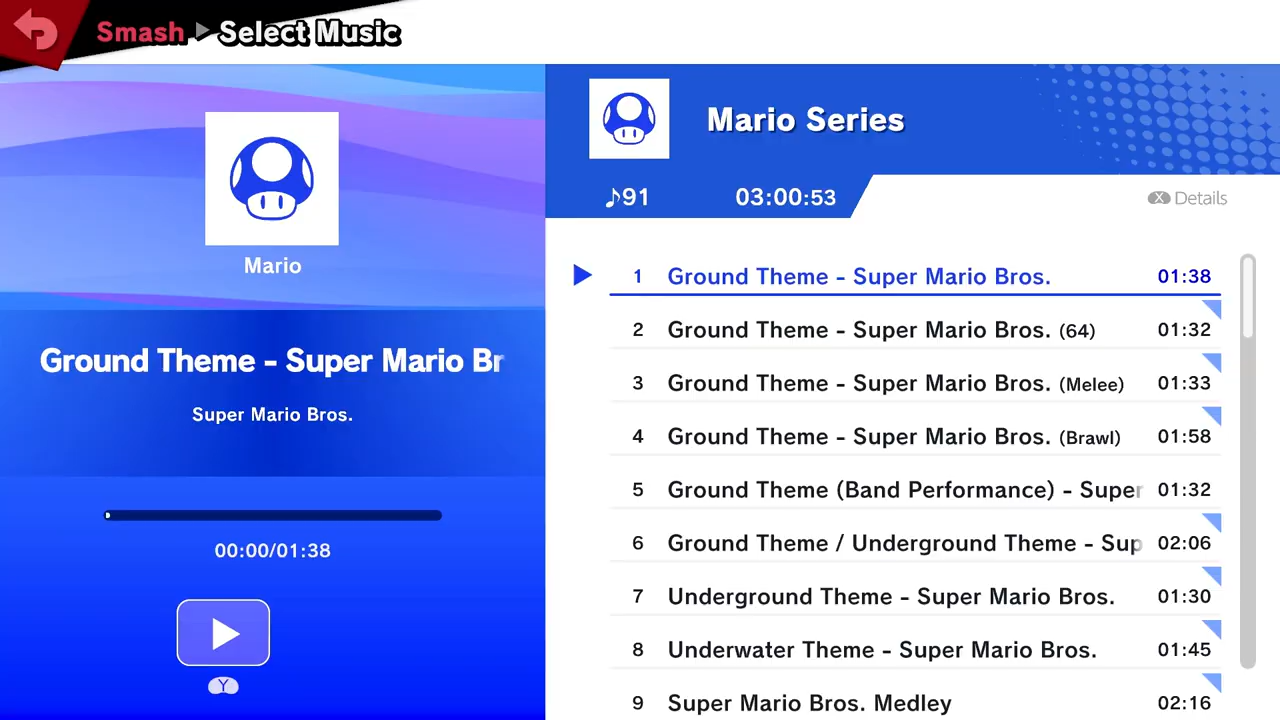 Smash ▶ Select Music
Mario
Ground Theme - Super Mario Br
Super Mario Bros.
00:00/01:38
Y
Mario Series
♪91 03:00:53
X Details
1 Ground Theme - Super Mario Bros. 01:38
2 Ground Theme - Super Mario Bros. (64) 01:32
3 Ground Theme - Super Mario Bros. (Melee) 01:33
4 Ground Theme - Super Mario Bros. (Brawl) 01:58
5 Ground Theme (Band Performance) - Super 01:32
6 Ground Theme / Underground Theme - Sup 02:06
7 Underground Theme - Super Mario Bros. 01:30
8 Underwater Theme - Super Mario Bros. 01:45
9 Super Mario Bros. Medley 02:16